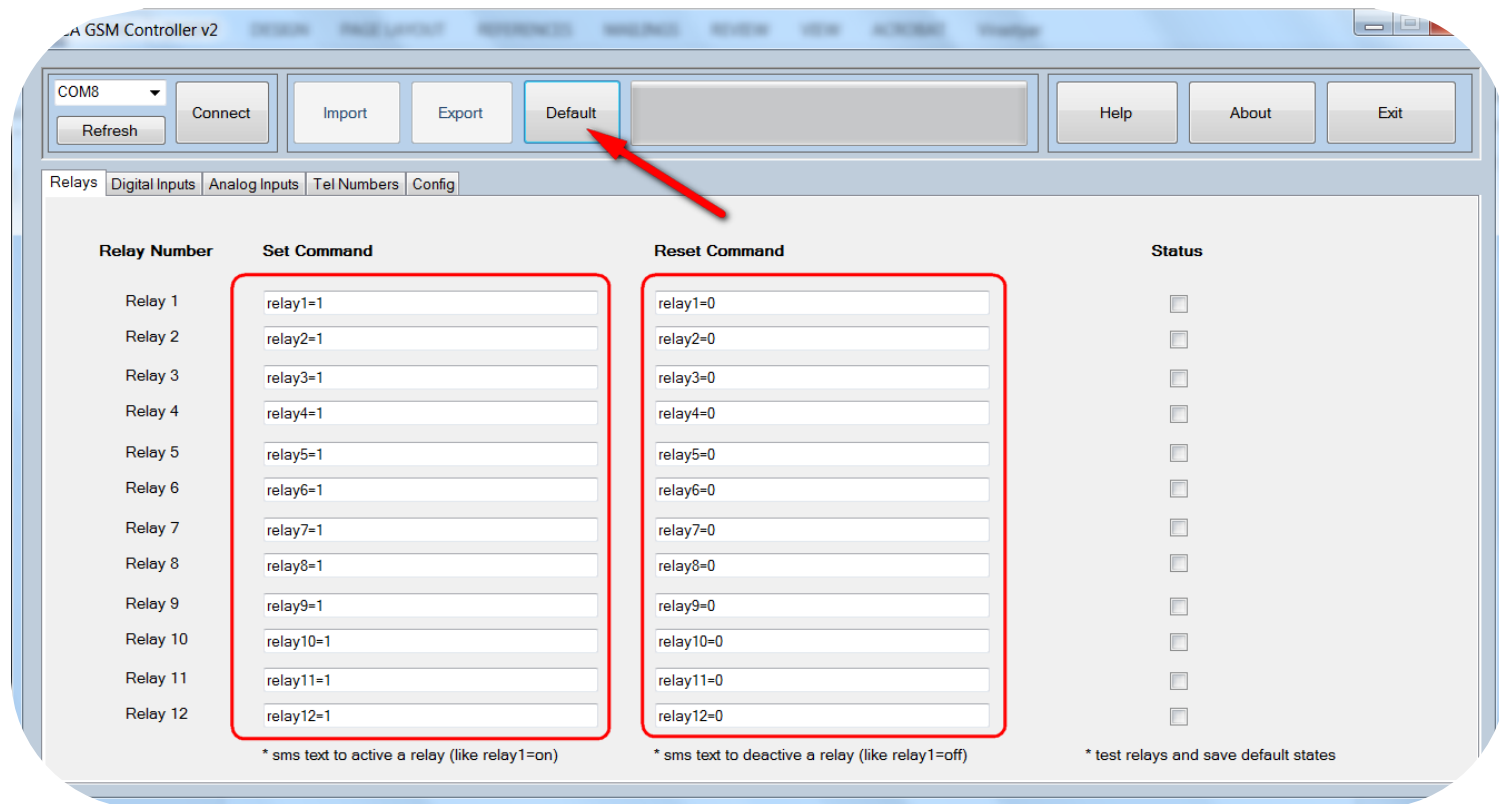 GSM Controller v2
COM8
Refresh
Connect
Import
Export
Default
Help
About
Exit
Relays
Digital Inputs
Analog Inputs
Tel Numbers
Config
Relay Number Set Command Reset Command Status
Relay 1 relay1=1 relay1=0
Relay 2 relay2=1 relay2=0
Relay 3 relay3=1 relay3=0
Relay 4 relay4=1 relay4=0
Relay 5 relay5=1 relay5=0
Relay 6 relay6=1 relay6=0
Relay 7 relay7=1 relay7=0
Relay 8 relay8=1 relay8=0
Relay 9 relay9=1 relay9=0
Relay 10 relay10=1 relay10=0
Relay 11 relay11=1 relay11=0
Relay 12 relay12=1 relay12=0
* sms text to active a relay (like relay1=on) * sms text to deactive a relay (like relay1=off) * test relays and save default states